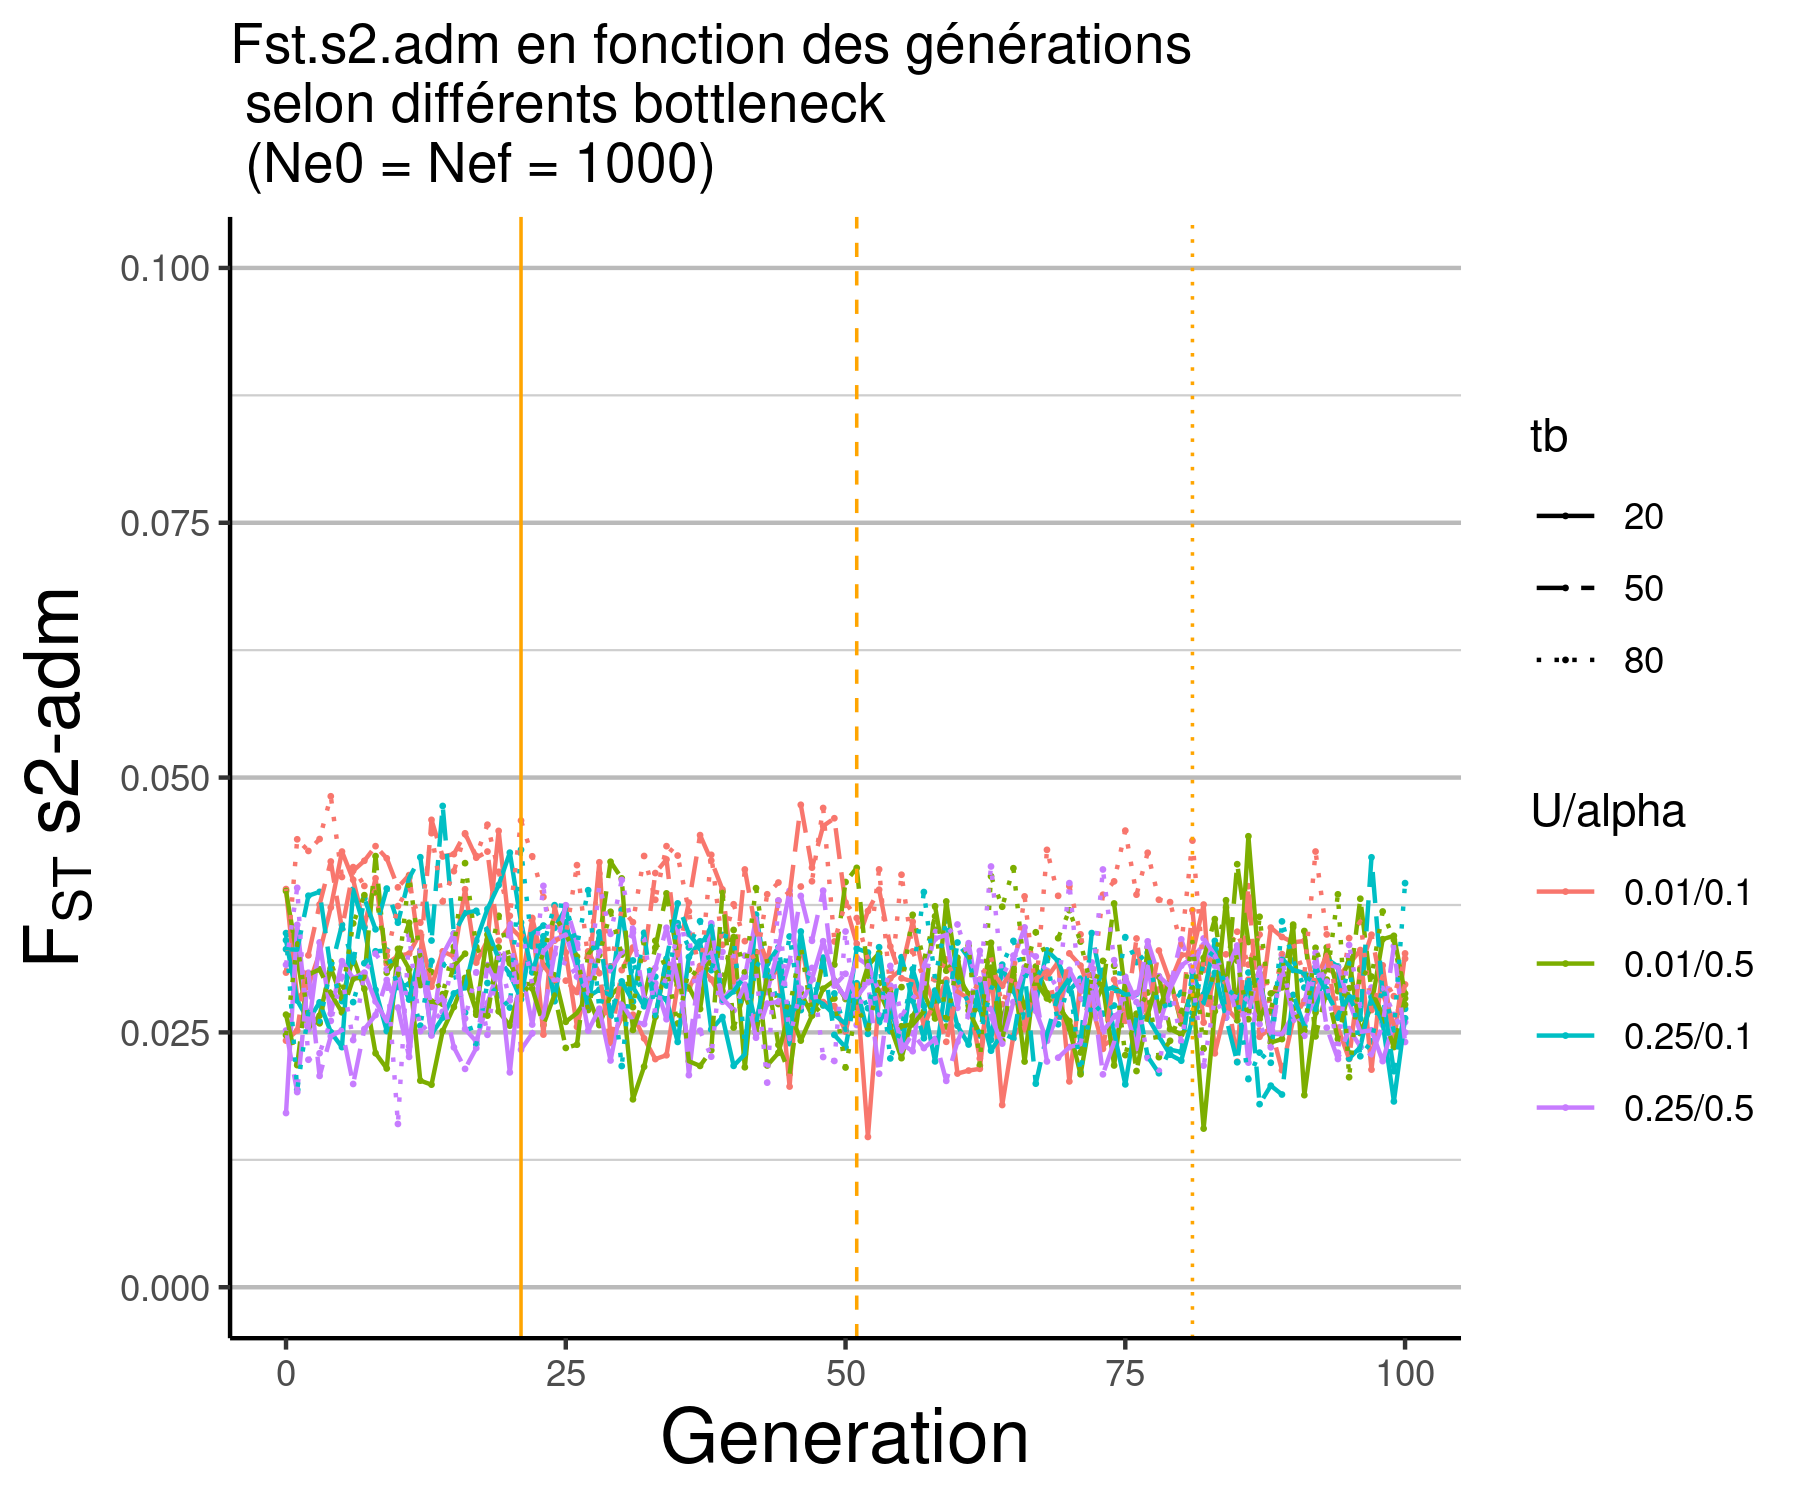 Fst.s2.adm en fonction des générations
selon différents bottleneck
(Ne0 = Nef = 1000)
FST s2-adm
0.100
0.075
0.050
0.025
0.000
0
25
50
75
100
Generation
tb
20
50
80
U/alpha
0.01/0.1
0.01/0.5
0.25/0.1
0.25/0.5